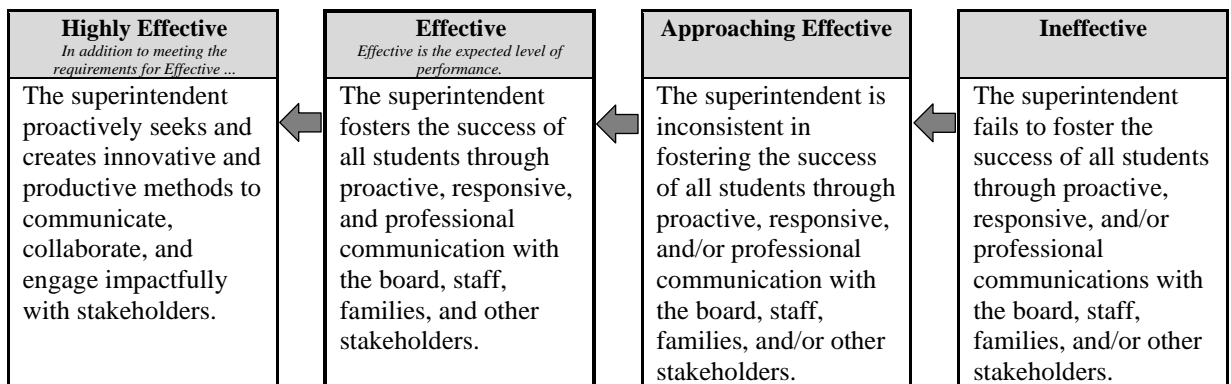 Highly Effective
In addition to meeting the
requirements for Effective ...
The superintendent
proactively seeks and
creates innovative and
productive methods to
communicate,
collaborate, and
engage impactfully
with stakeholders.
Effective
Effective is the expected level of
performance.
The superintendent
fosters the success of
all students through
proactive, responsive,
and professional
communication with
the board, staff,
families, and other
stakeholders.
Approaching Effective
The superintendent is
inconsistent in
fostering the success
of all students through
proactive, responsive,
and/or professional
communication with
the board, staff,
families, and/or other
stakeholders.
Ineffective
The superintendent
fails to foster the
success of all students
through proactive,
responsive, and/or
professional
communications with
the board, staff,
families, and/or other
stakeholders.